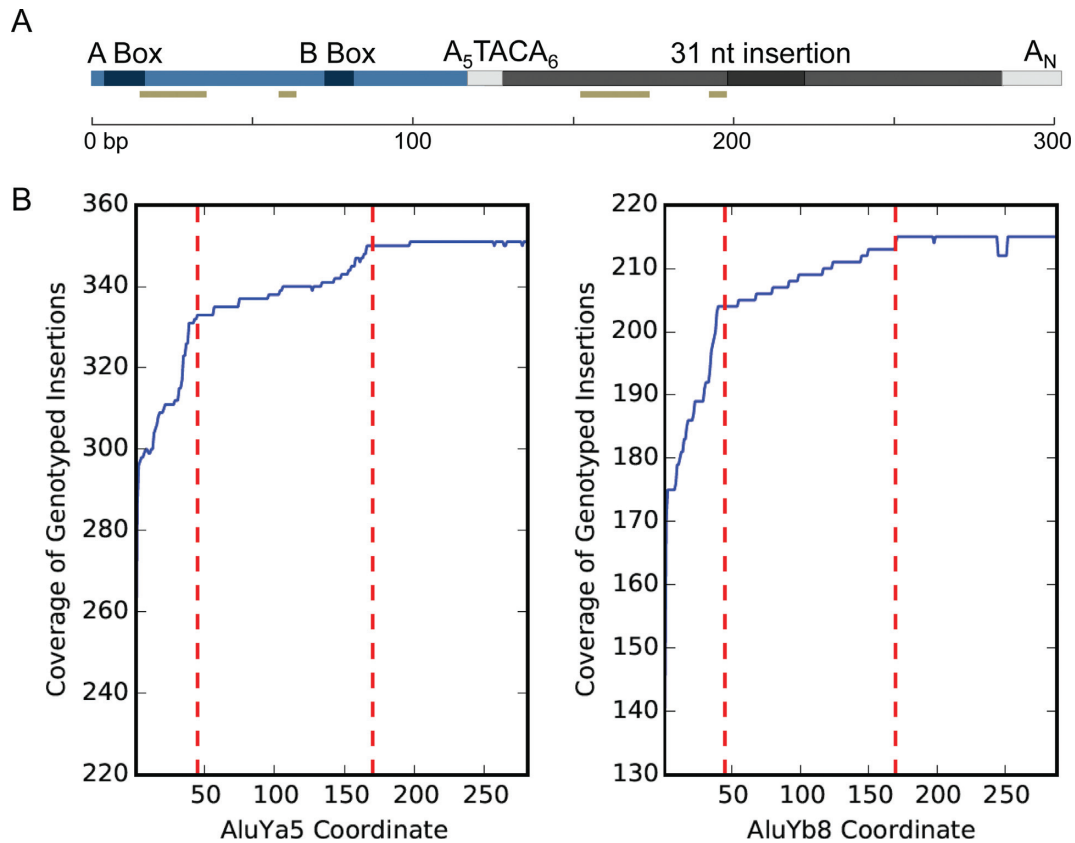 A
A Box B Box A₅TACA₆ 31 nt insertion Aₙ
0 bp 100 200 300
B
360
340
320
300
280
260
240
220
Coverage of Genotyped Insertions
50 100 150 200 250
AluYa5 Coordinate
220
210
200
190
180
170
160
150
140
130
Coverage of Genotyped Insertions
50 100 150 200 250
AluYb8 Coordinate